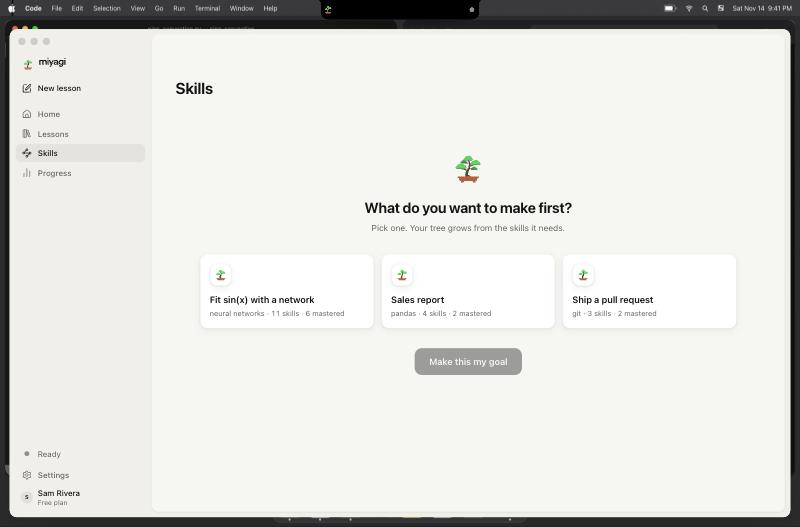 Code File Edit Selection View Go Run Terminal Window Help
Sat Nov 14 9:41 PM
miyagi
New lesson
Home
Lessons
Skills
Progress
Ready
Settings
S
Sam Rivera
Free plan
Skills
What do you want to make first?
Pick one. Your tree grows from the skills it needs.
Fit sin(x) with a network
neural networks · 11 skills · 6 mastered
Sales report
pandas · 4 skills · 2 mastered
Ship a pull request
git · 3 skills · 2 mastered
Make this my goal